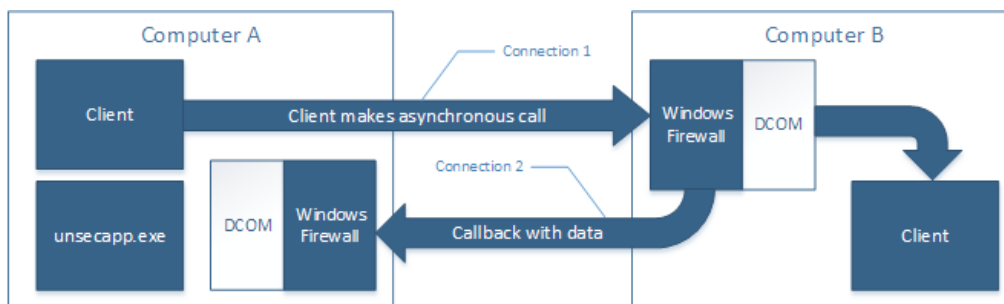 Computer A
Computer B
Connection 1
Client
Client makes asynchronous call
Windows
Firewall
DCOM
Connection 2
unsecapp.exe
DCOM
Windows
Firewall
Callback with data
Client